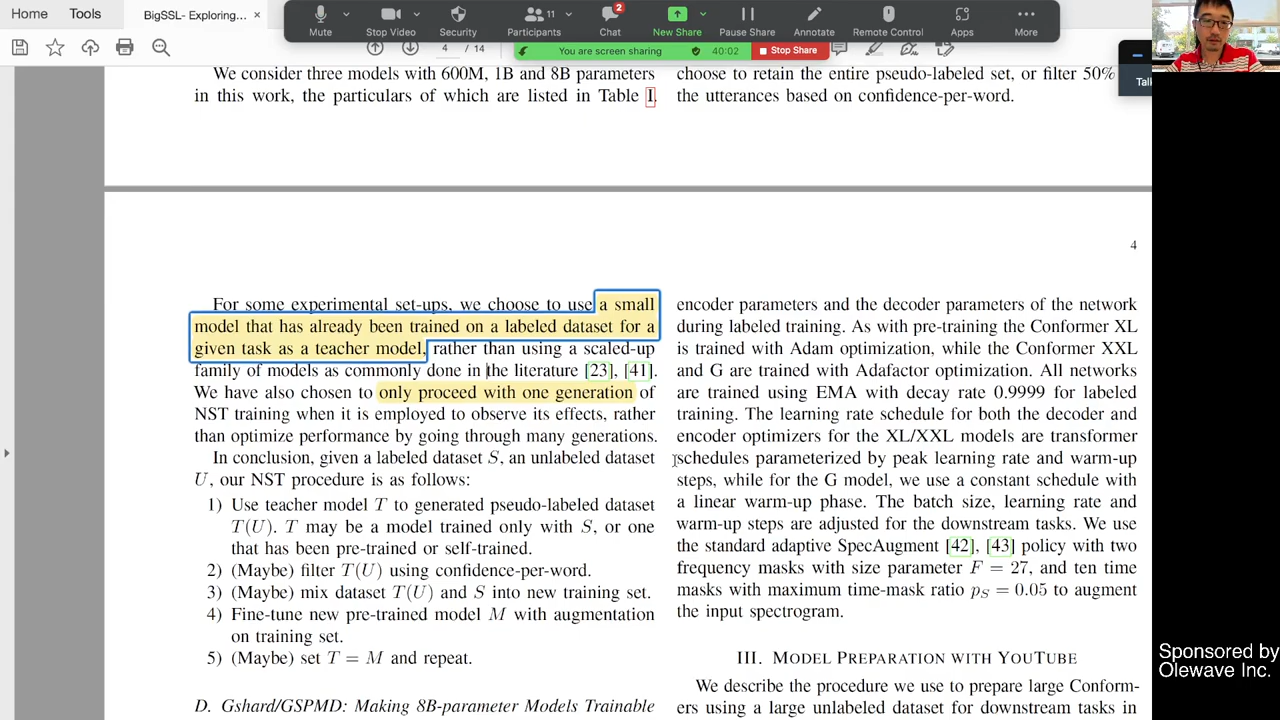 Home
Tools
BigSSL- Exploring...
×
Mute
Stop Video
Security
11
Participants
2
Chat
New Share
Pause Share
Annotate
Remote Control
Apps
More
You are screen sharing
40:02
Stop Share
4 / 14
Tal
We consider three models with 600M, 1B and 8B parameters
in this work, the particulars of which are listed in Table I.
choose to retain the entire pseudo-labeled set, or filter 50%
the utterances based on confidence-per-word.
4
For some experimental set-ups, we choose to use a small
model that has already been trained on a labeled dataset for a
given task as a teacher model, rather than using a scaled-up
family of models as commonly done in the literature [23], [41].
We have also chosen to only proceed with one generation of
NST training when it is employed to observe its effects, rather
than optimize performance by going through many generations.
In conclusion, given a labeled dataset S, an unlabeled dataset
U, our NST procedure is as follows:
1) Use teacher model T to generated pseudo-labeled dataset
T(U). T may be a model trained only with S, or one
that has been pre-trained or self-trained.
2) (Maybe) filter T(U) using confidence-per-word.
3) (Maybe) mix dataset T(U) and S into new training set.
4) Fine-tune new pre-trained model M with augmentation
on training set.
5) (Maybe) set T = M and repeat.
D. Gshard/GSPMD: Making 8B-parameter Models Trainable
encoder parameters and the decoder parameters of the network
during labeled training. As with pre-training the Conformer XL
is trained with Adam optimization, while the Conformer XXL
and G are trained with Adafactor optimization. All networks
are trained using EMA with decay rate 0.9999 for labeled
training. The learning rate schedule for both the decoder and
encoder optimizers for the XL/XXL models are transformer
schedules parameterized by peak learning rate and warm-up
steps, while for the G model, we use a constant schedule with
a linear warm-up phase. The batch size, learning rate and
warm-up steps are adjusted for the downstream tasks. We use
the standard adaptive SpecAugment [42], [43] policy with two
frequency masks with size parameter F = 27, and ten time
masks with maximum time-mask ratio pS = 0.05 to augment
the input spectrogram.
III. MODEL PREPARATION WITH YOUTUBE
We describe the procedure we use to prepare large Conform-
ers using a large unlabeled dataset for downstream tasks in
Sponsored by
Olewave Inc.